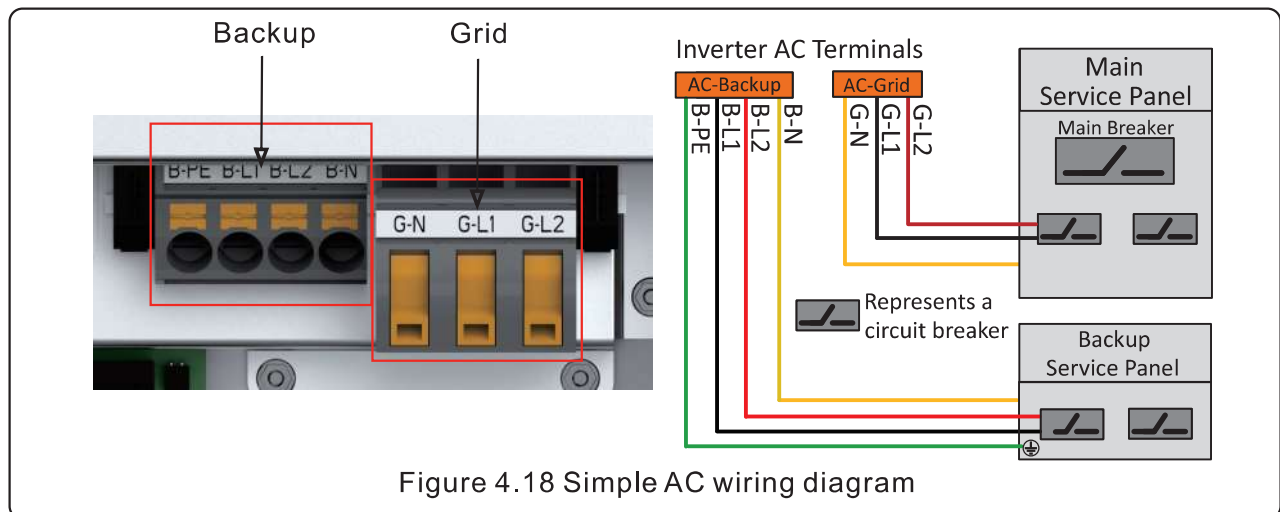 Backup
Grid
B-PE B-L1 B-L2 B-N
G-N G-L1 G-L2
Inverter AC Terminals
AC-Backup
AC-Grid
B-PE
B-L1
B-L2
B-N
G-N
G-L1
G-L2
Main
Service Panel
Main Breaker
Represents a
circuit breaker
Backup
Service Panel
Figure 4.18 Simple AC wiring diagram